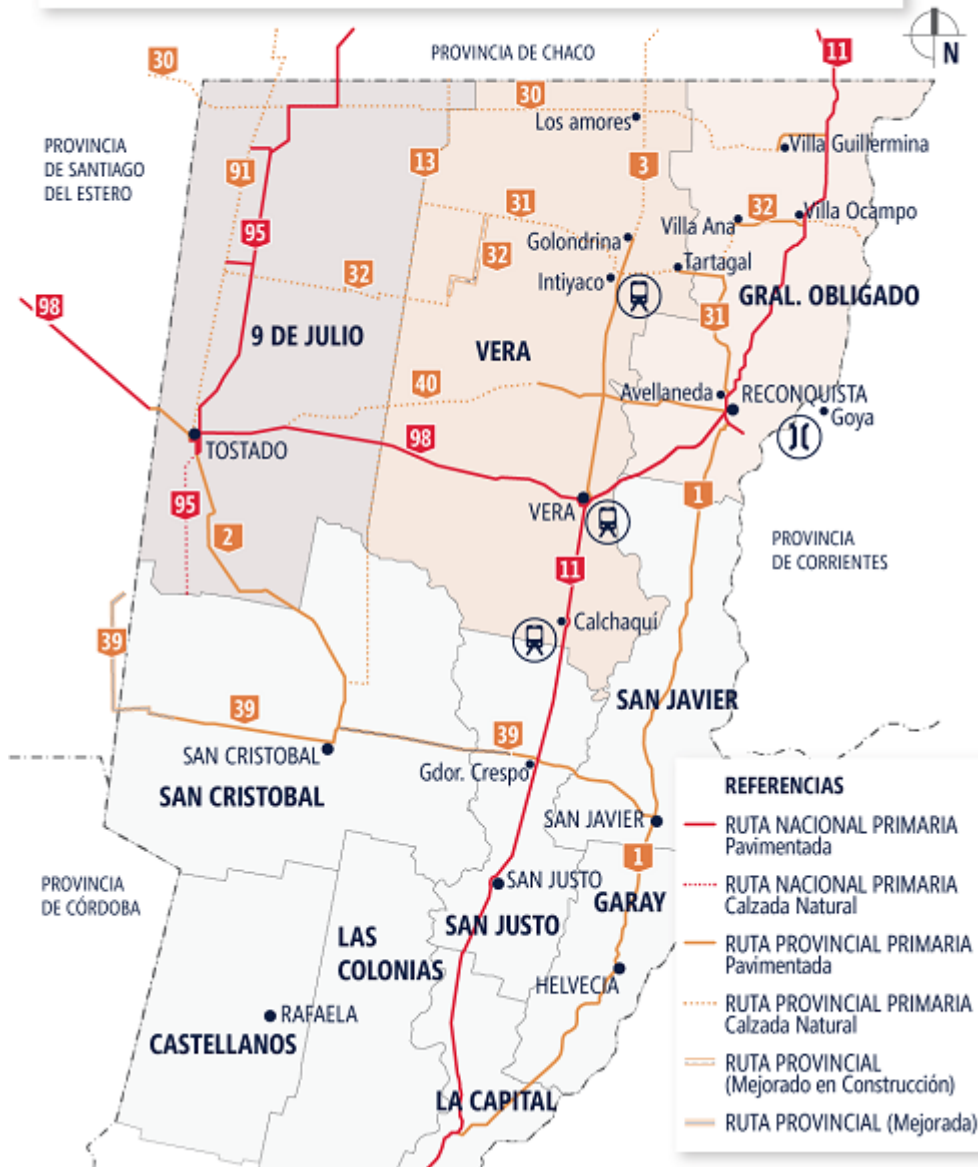 PROVINCIA DE CHACO
N
11
30
30
Los amores
Villa Guillermina
PROVINCIA
DE SANTIAGO
DEL ESTERO
91
13
3
31
32
Villa Ocampo
Villa Ana
95
Golondrina
32
Tartagal
32
Intiyaco
GRAL. OBLIGADO
98
31
9 DE JULIO
VERA
40
Avellaneda
RECONQUISTA
Goya
TOSTADO
98
95
1
VERA
2
PROVINCIA
DE CORRIENTES
11
Calchaquí
39
SAN JAVIER
39
39
SAN CRISTOBAL
Gdor. Crespo
SAN CRISTOBAL
SAN JAVIER
1
PROVINCIA
DE CÓRDOBA
SAN JUSTO
GARAY
LAS
COLONIAS
SAN JUSTO
HELVECIA
RAFAELA
CASTELLANOS
LA CAPITAL
REFERENCIAS
RUTA NACIONAL PRIMARIA
Pavimentada
RUTA NACIONAL PRIMARIA
Calzada Natural
RUTA PROVINCIAL PRIMARIA
Pavimentada
RUTA PROVINCIAL PRIMARIA
Calzada Natural
RUTA PROVINCIAL
(Mejorado en Construcción)
RUTA PROVINCIAL (Mejorada)